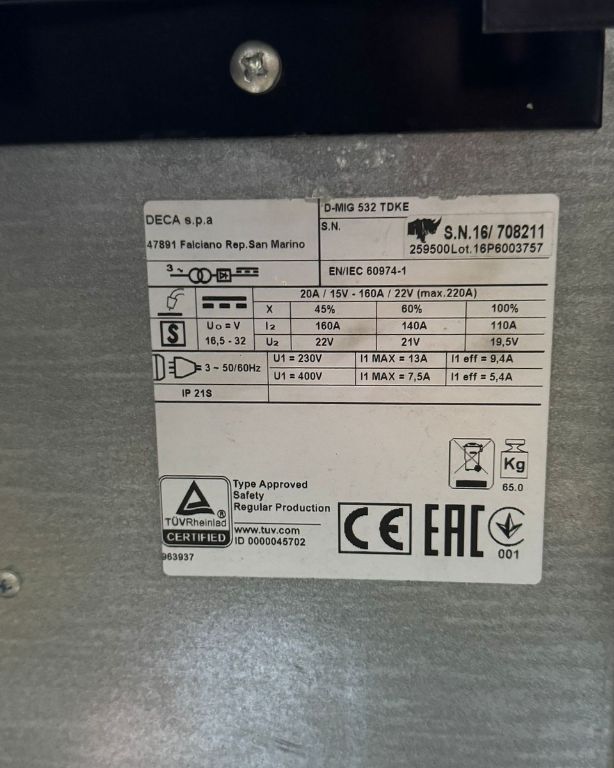 DECA s.p.a
47891 Falciano Rep.San Marino
D-MIG 532 TDKE
S.N.
S.N.16/ 708211
259500Lot.16P6003757
3~
EN/IEC 60974-1
20A / 15V - 160A / 22V (max.220A)
X 45% 60% 100%
S
Uo = V
16,5 - 32
I2 160A 140A 110A
U2 22V 21V 19,5V
3 ~ 50/60Hz
U1 = 230V I1 MAX = 13A I1 eff = 9,4A
U1 = 400V I1 MAX = 7,5A I1 eff = 5,4A
IP 21S
Kg
65.0
TÜVRheinland
®
CERTIFIED
Type Approved
Safety
Regular Production
www.tuv.com
ID 0000045702
963937
CE
EAC
001